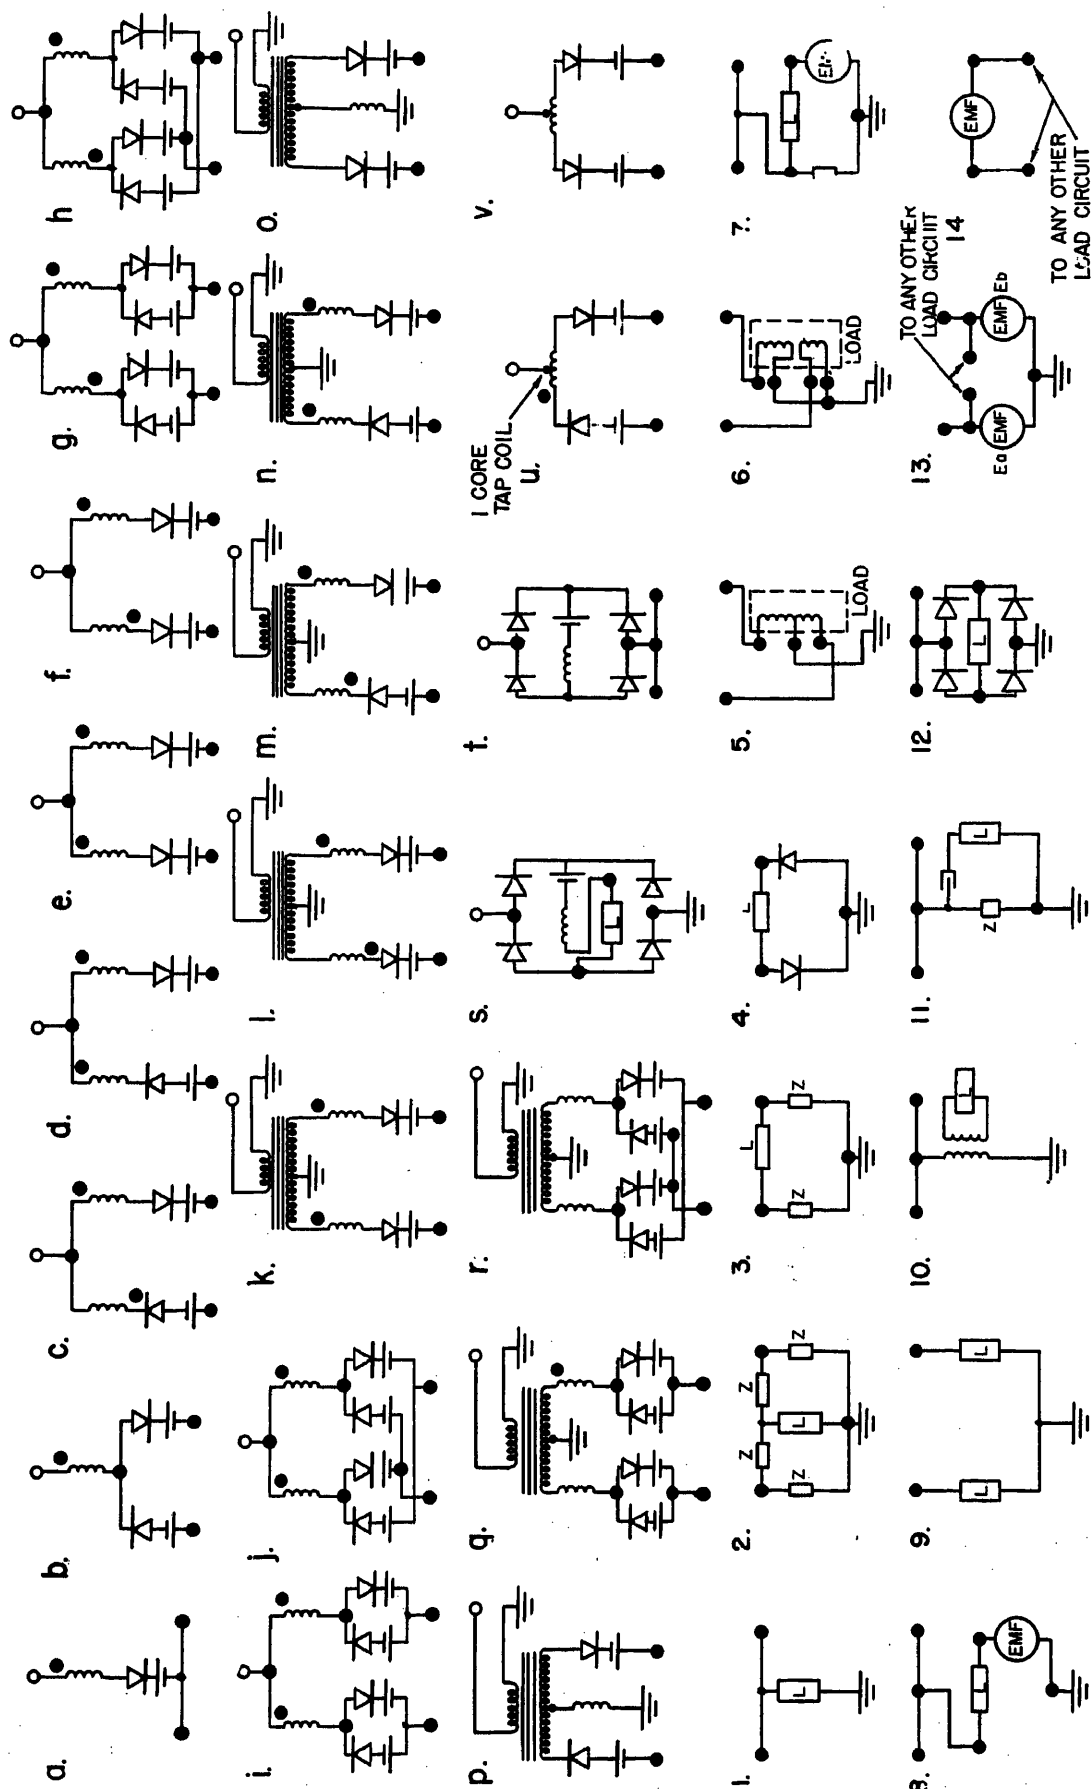 a.
b.
c.
d.
e.
f.
g.
h
i.
j.
k.
l.
m.
n.
o.
p.
q.
r.
s.
L
t.
1 CORE
TAP COIL
u.
v.
1.
L
2.
Z
Z
Z
L
Z
3.
L
Z
Z
4.
L
5.
LOAD
6.
LOAD
7.
L
8.
L
EMF
9.
L
L
10.
L
11.
Z
L
12.
L
13.
TO ANY OTHER
LOAD CIRCUIT
Ea
EMF
EMF
Eb
14
EMF
TO ANY OTHER
LOAD CIRCUIT